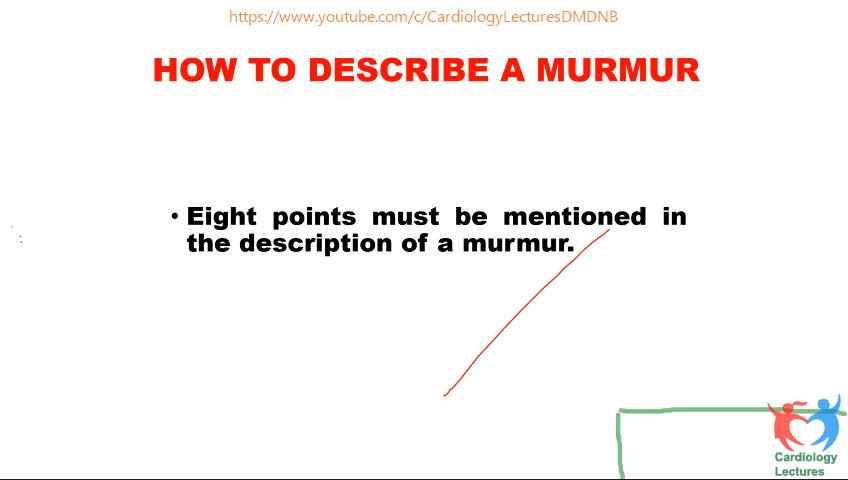 https://www.youtube.com/c/CardiologyLecturesDMDNB
HOW TO DESCRIBE A MURMUR
• Eight points must be mentioned in
the description of a murmur.
Cardiology
Lectures